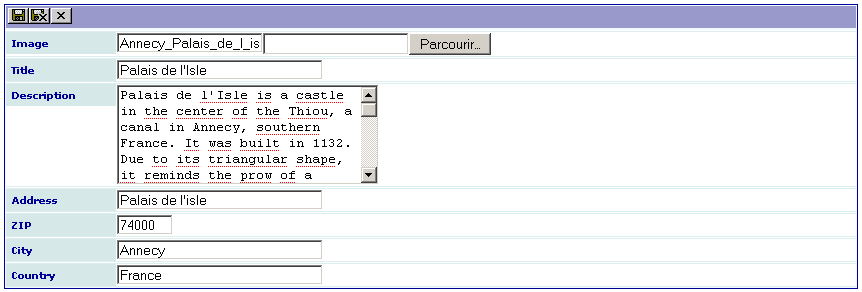 Image Annecy_Palais_de_l_is Parcourir...
Title Palais de l'Isle
Description Palais de l'Isle is a castle
in the center of the Thiou, a
canal in Annecy, southern
France. It was built in 1132.
Due to its triangular shape,
it reminds the prow of a
Address Palais de l'isle
ZIP 74000
City Annecy
Country France